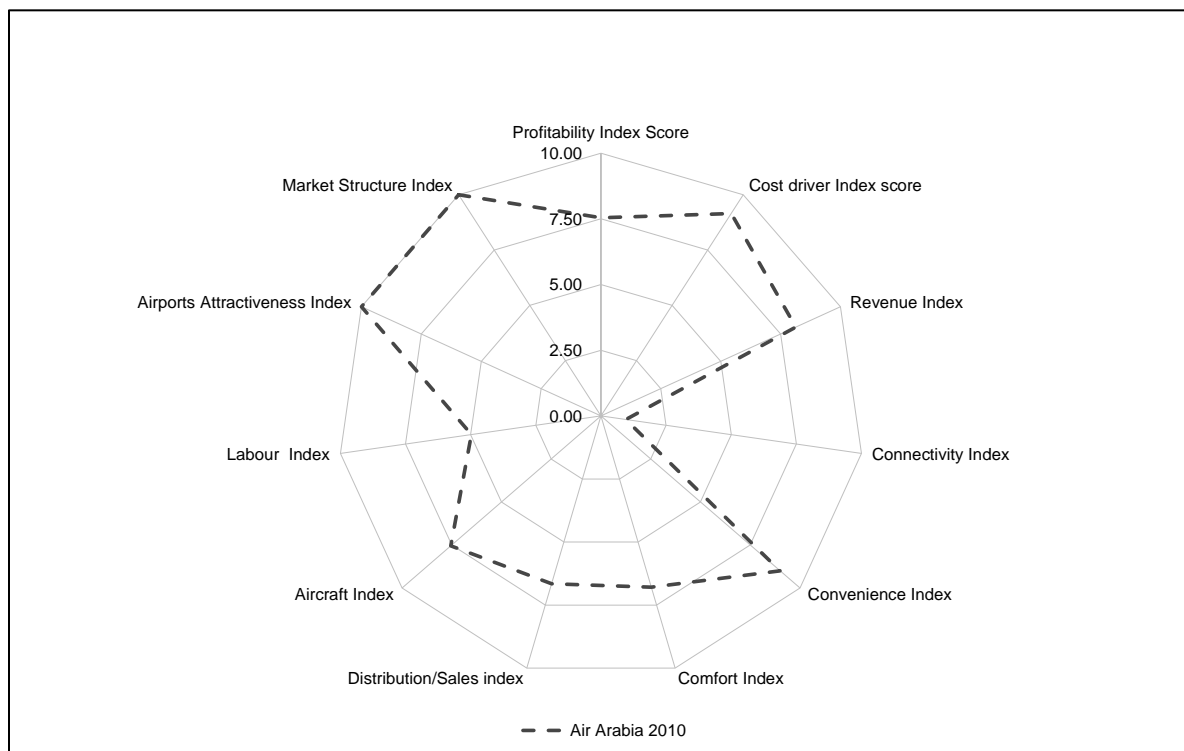 Profitability Index Score
10.00
Market Structure Index
Cost driver Index score
7.50
Airports Attractiveness Index
Revenue Index
5.00
2.50
0.00
Labour  Index
Connectivity Index
Aircraft Index
Convenience Index
Distribution/Sales index
Comfort Index
Air Arabia 2010